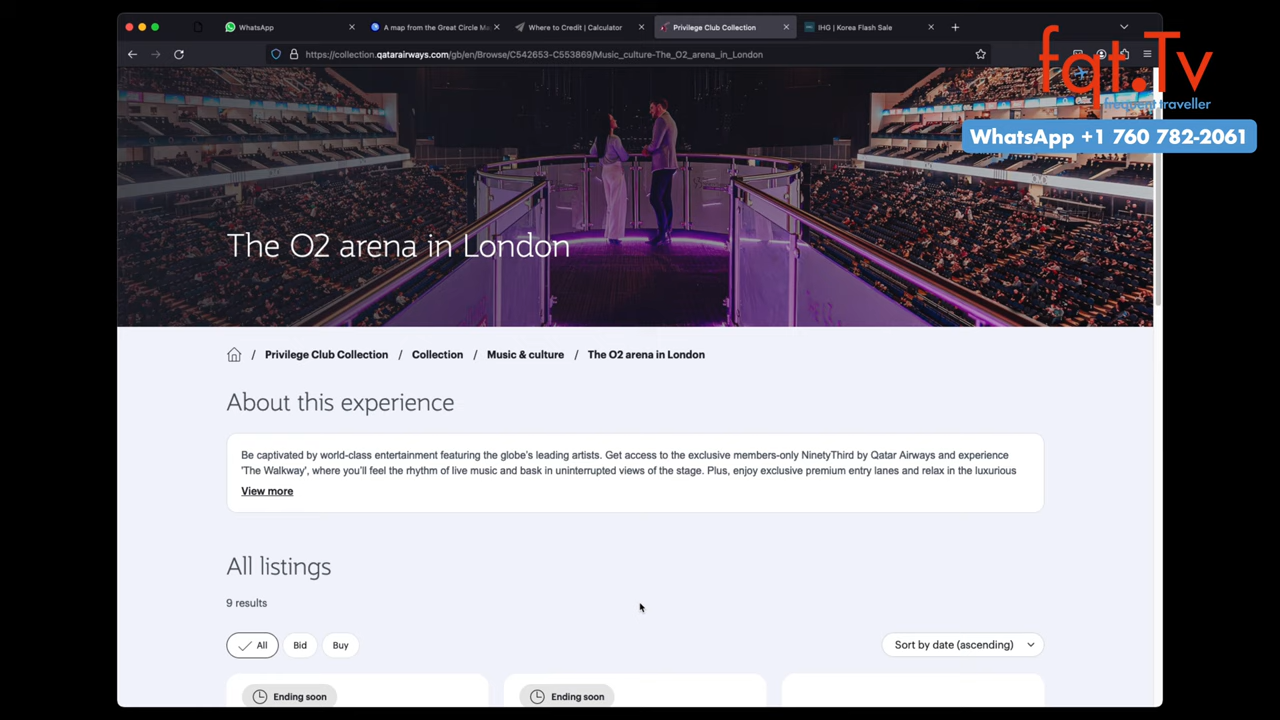 WhatsApp
A map from the Great Circle Ma
Where to Credit | Calculator
Privilege Club Collection
IHG | Korea Flash Sale
https://collection.qatarairways.com/gb/en/Browse/C542653-C553869/Music_culture-The_O2_arena_in_London
fqt.Tv
frequent traveller
WhatsApp +1 760 782-2061
The O2 arena in London
/ Privilege Club Collection / Collection / Music & culture / The O2 arena in London
About this experience
Be captivated by world-class entertainment featuring the globe's leading artists. Get access to the exclusive members-only NinetyThird by Qatar Airways and experience
'The Walkway', where you'll feel the rhythm of live music and bask in uninterrupted views of the stage. Plus, enjoy exclusive premium entry lanes and relax in the luxurious
View more
All listings
9 results
All
Bid
Buy
Sort by date (ascending)
Ending soon
Ending soon